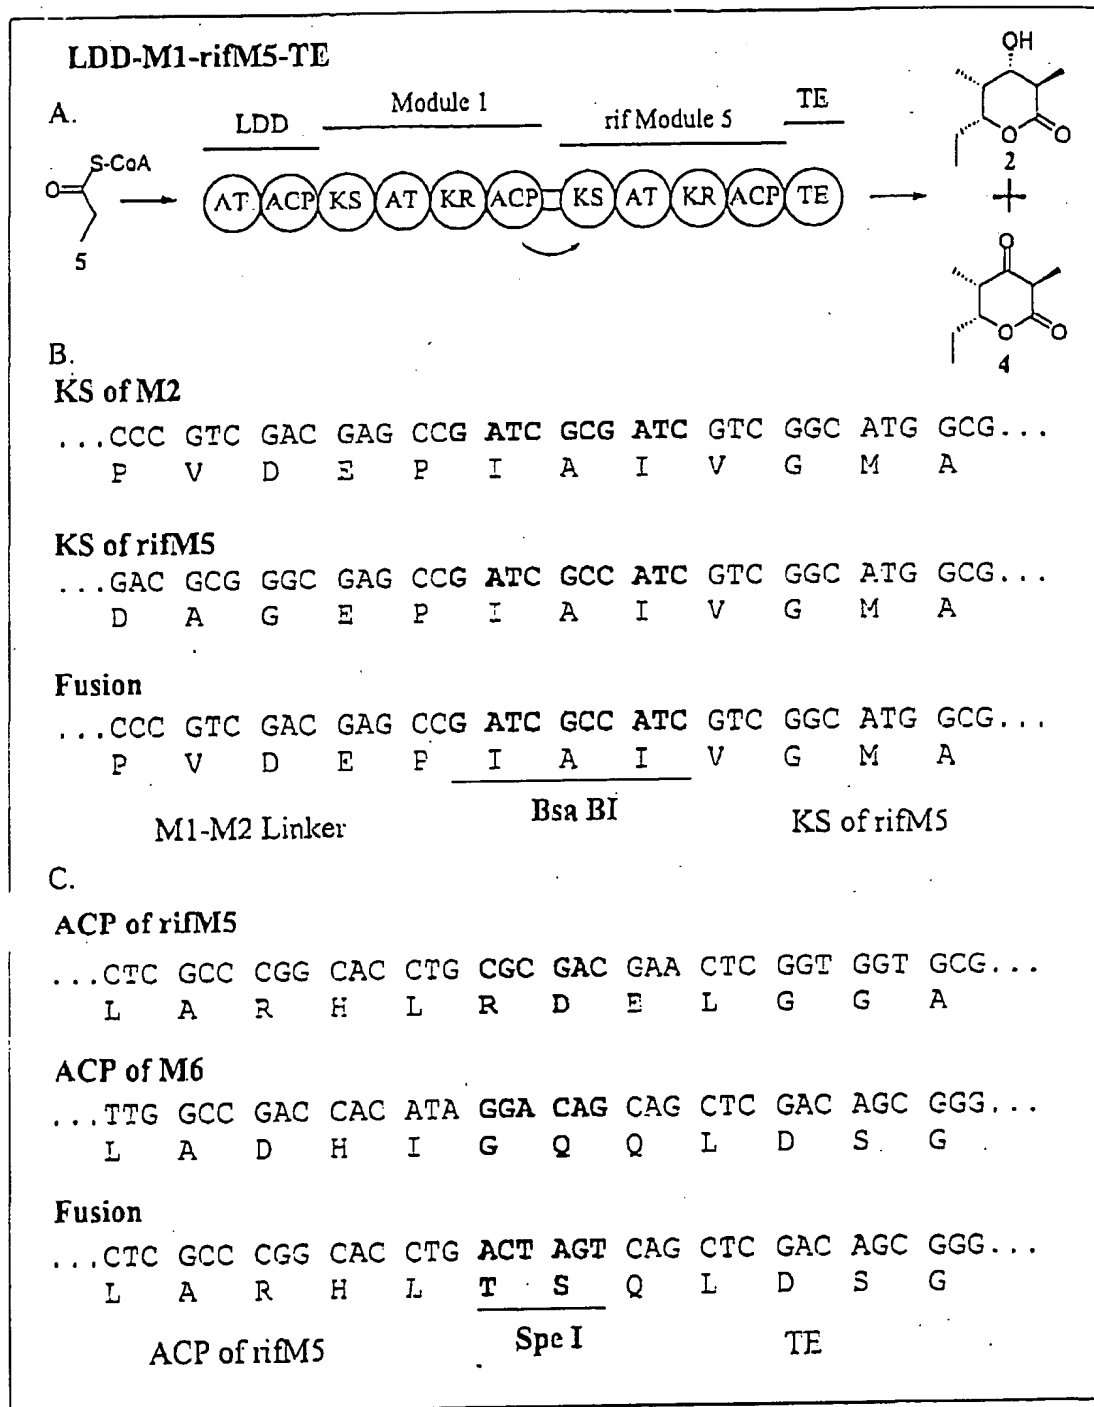 LDD-M1-rifM5-TE
A.
LDD
Module 1
rif Module 5
TE
S-CoA
O
5
AT ACP KS AT KR ACP KS AT KR ACP TE
OH
O O
2
+
O
O O
4
B.
KS of M2
...CCC GTC GAC GAG CCG ATC GCG ATC GTC GGC ATG GCG...
P V D E P I A I V G M A
KS of rifM5
...GAC GCG GGC GAG CCG ATC GCC ATC GTC GGC ATG GCG...
D A G E P I A I V G M A
Fusion
...CCC GTC GAC GAG CCG ATC GCC ATC GTC GGC ATG GCG...
P V D E P I A I V G M A
M1-M2 Linker
Bsa BI
KS of rifM5
C.
ACP of rifM5
...CTC GCC CGG CAC CTG CGC GAC GAA CTC GGT GGT GCG...
L A R H L R D E L G G A
ACP of M6
...TTG GCC GAC CAC ATA GGA CAG CAG CTC GAC AGC GGG...
L A D H I G Q Q L D S G
Fusion
...CTC GCC CGG CAC CTG ACT AGT CAG CTC GAC AGC GGG...
L A R H L T S Q L D S G
ACP of rifM5
Spe I
TE